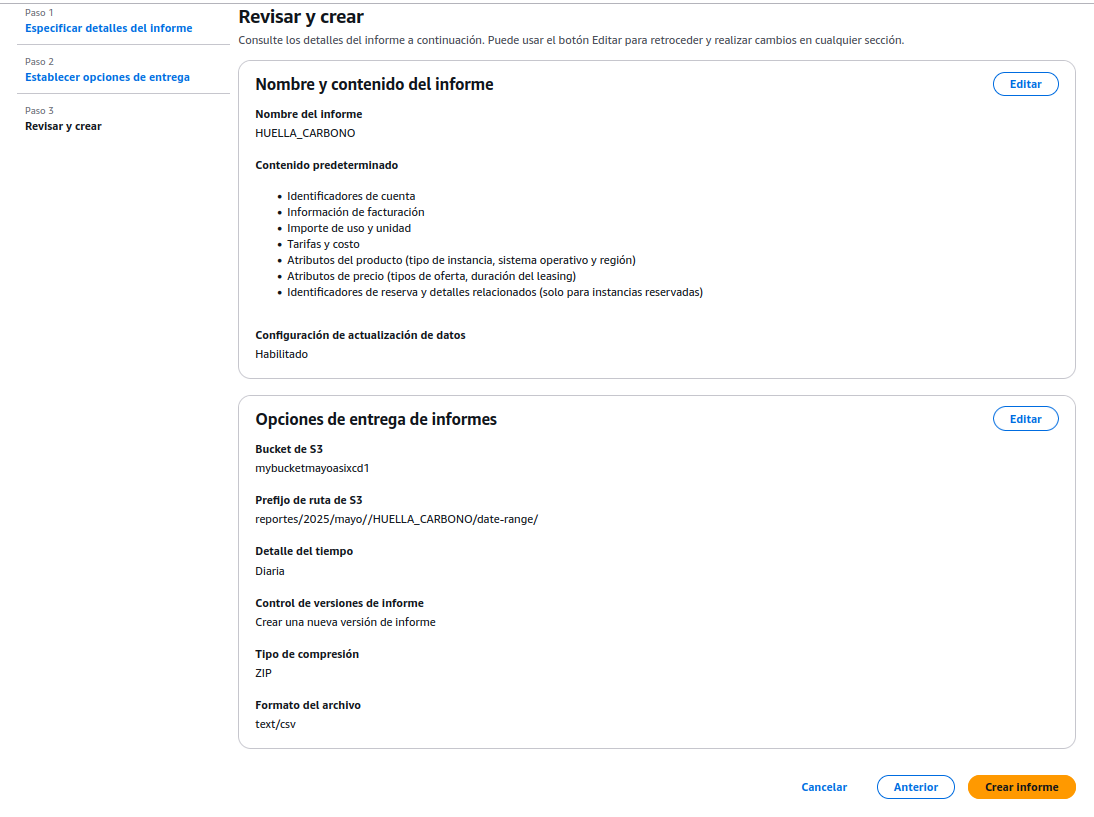 Paso 1
Especificar detalles del informe
Paso 2
Establecer opciones de entrega
Paso 3
Revisar y crear
Revisar y crear
Consulte los detalles del informe a continuación. Puede usar el botón Editar para retroceder y realizar cambios en cualquier sección.
Nombre y contenido del informe
Editar
Nombre del informe
HUELLA_CARBONO
Contenido predeterminado
• Identificadores de cuenta
• Información de facturación
• Importe de uso y unidad
• Tarifas y costo
• Atributos del producto (tipo de instancia, sistema operativo y región)
• Atributos de precio (tipos de oferta, duración del leasing)
• Identificadores de reserva y detalles relacionados (solo para instancias reservadas)
Configuración de actualización de datos
Habilitado
Opciones de entrega de informes
Editar
Bucket de S3
mybucketmayoasixcd1
Prefijo de ruta de S3
reportes/2025/mayo//HUELLA_CARBONO/date-range/
Detalle del tiempo
Diaria
Control de versiones de informe
Crear una nueva versión de informe
Tipo de compresión
ZIP
Formato del archivo
text/csv
Cancelar
Anterior
Crear informe